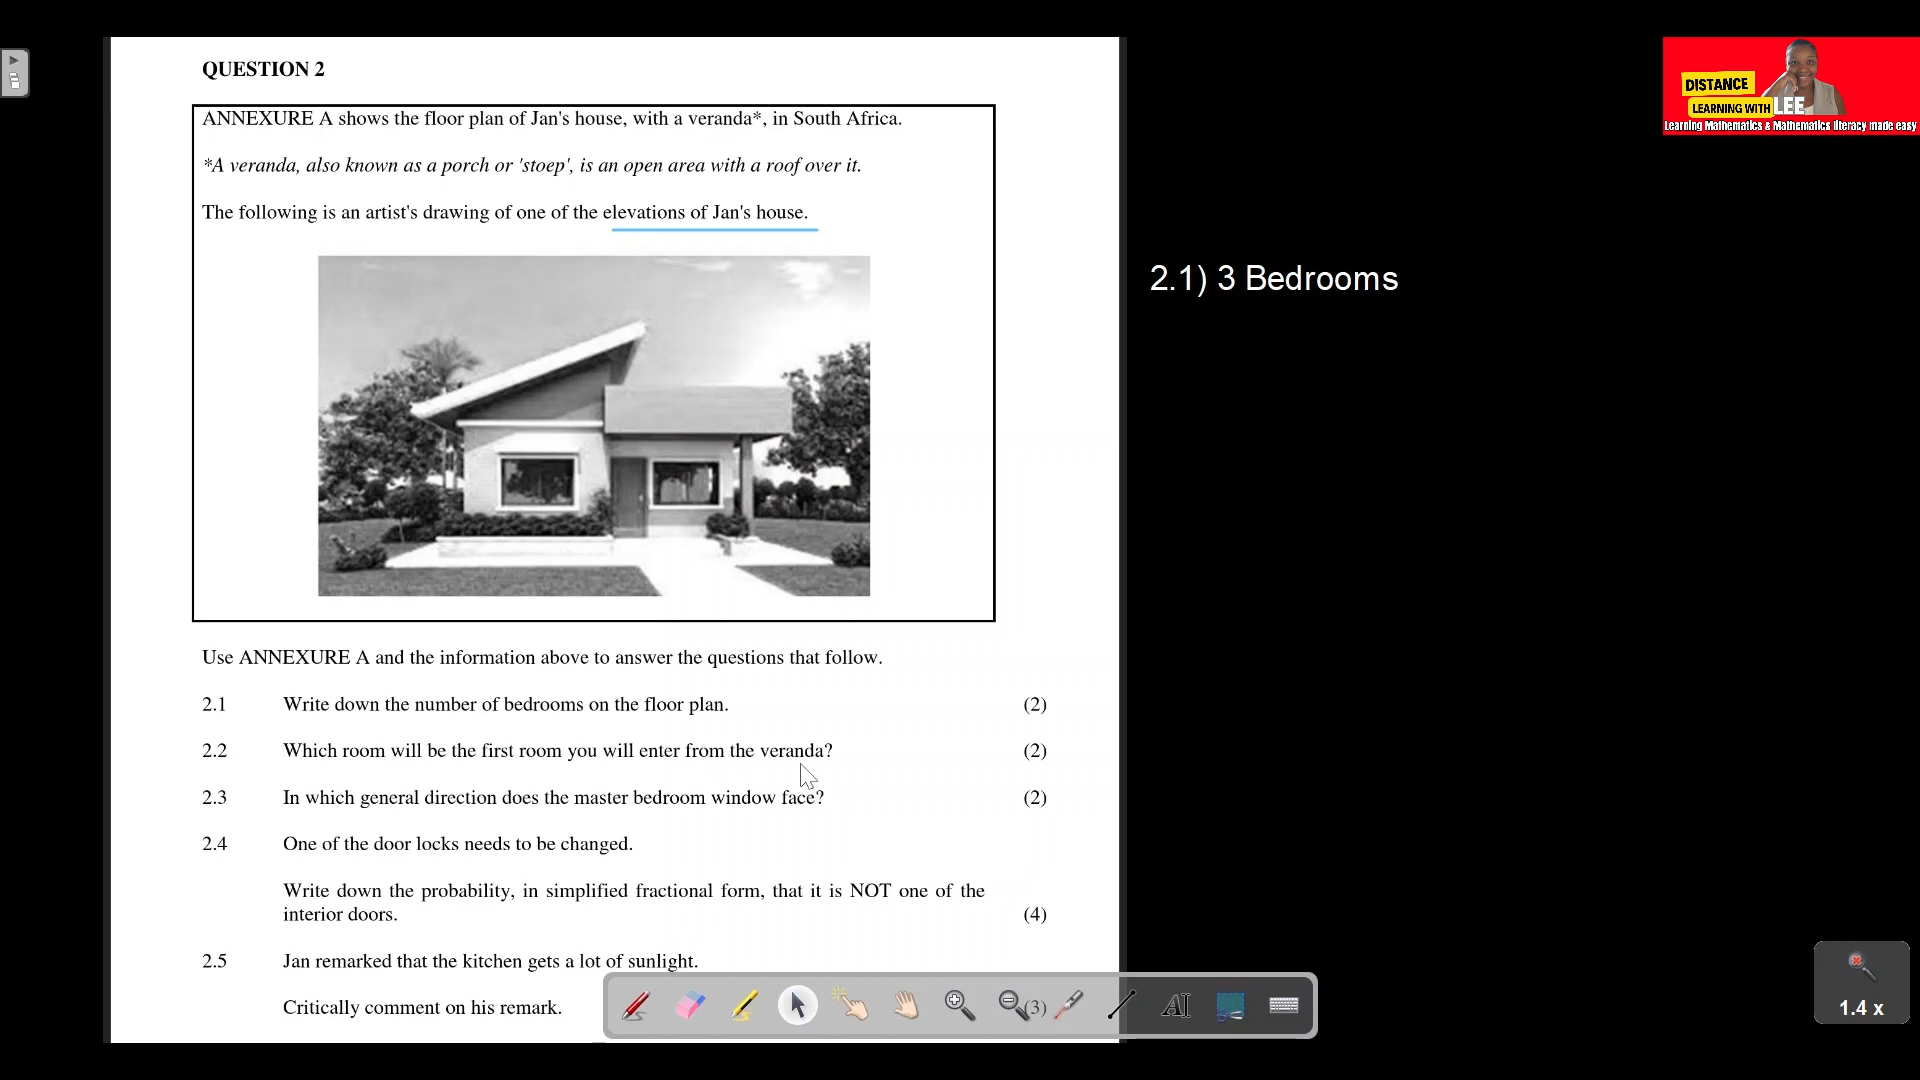 QUESTION 2
ANNEXURE A shows the floor plan of Jan's house, with a veranda*, in South Africa.
*A veranda, also known as a porch or 'stoep', is an open area with a roof over it.
The following is an artist's drawing of one of the elevations of Jan's house.
Use ANNEXURE A and the information above to answer the questions that follow.
2.1 Write down the number of bedrooms on the floor plan. (2)
2.2 Which room will be the first room you will enter from the veranda? (2)
2.3 In which general direction does the master bedroom window face? (2)
2.4 One of the door locks needs to be changed.
Write down the probability, in simplified fractional form, that it is NOT one of the
interior doors. (4)
2.5 Jan remarked that the kitchen gets a lot of sunlight.
Critically comment on his remark. (3)
2.1) 3 Bedrooms
DISTANCE
LEARNING WITH LEE
Learning Mathematics & Mathematics literacy made easy
AI
1.4 x